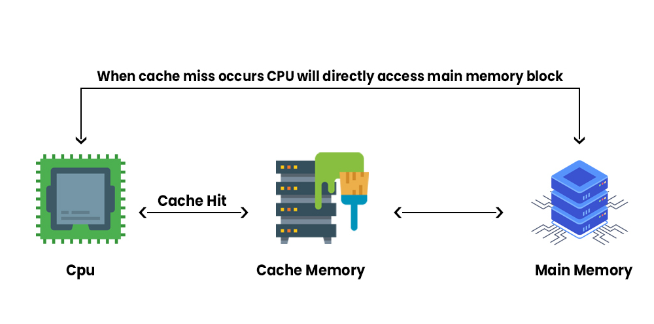 When cache miss occurs CPU will directly access main memory block
Cache Hit
Cpu
Cache Memory
Main Memory